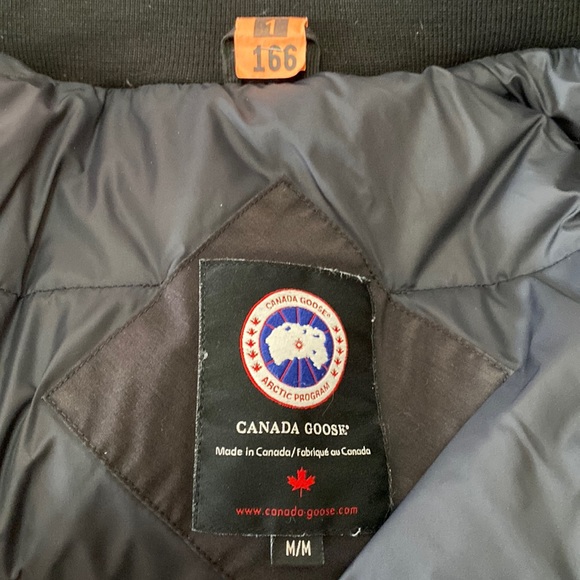 1
166
CANADA GOOSE®
ARCTIC PROGRAM
CANADA GOOSE®
Made in Canada/Fabriqué au Canada
www.canada-goose.com
M/M